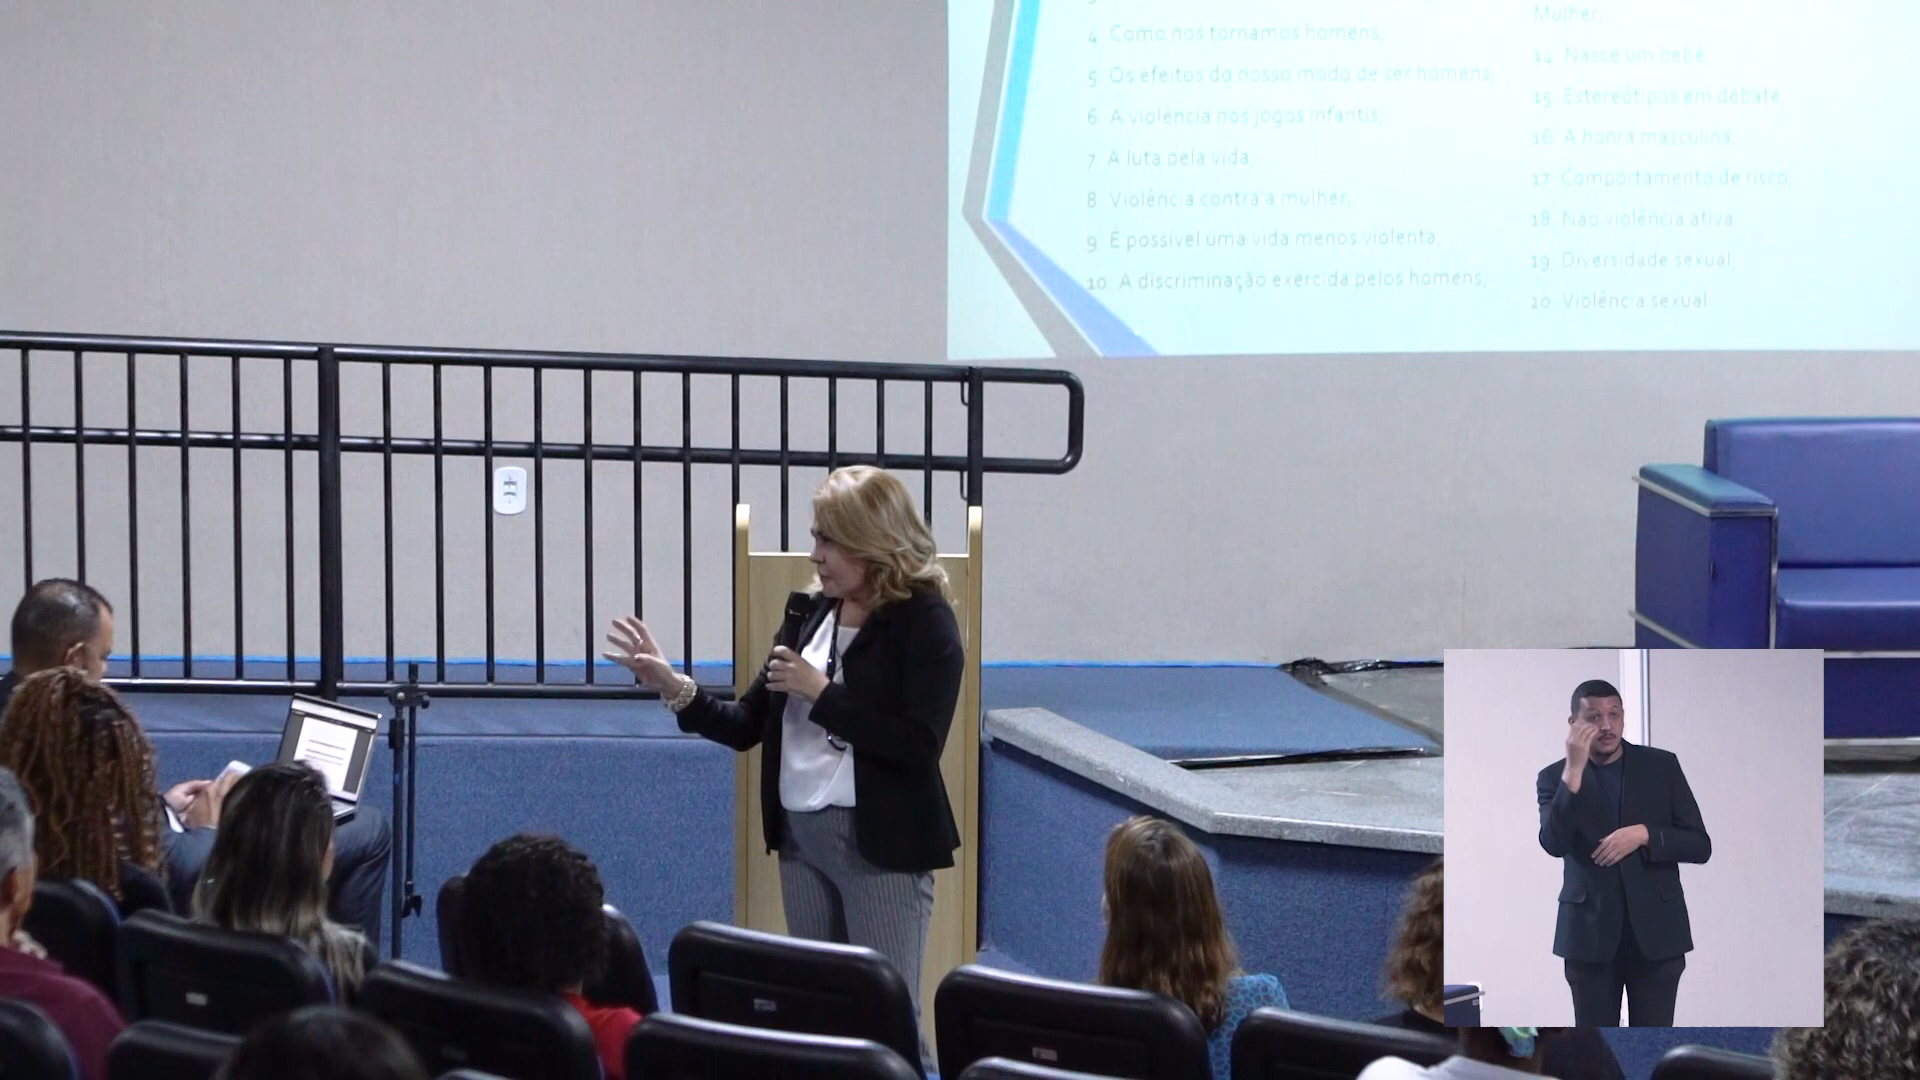 4. Como nos tornamos homens;
5. Os efeitos do nosso modo de ser homens;
6. A violência nos jogos infantis;
7. A luta pela vida;
8. Violência contra a mulher;
9. É possível uma vida menos violenta;
10. A discriminação exercida pelos homens;
Mulher;
14. Nasce um bebê
15. Estereótipos em debate
16. A honra masculina;
17. Comportamento de risco;
18. Não violência ativa
19. Diversidade sexual;
20. Violência sexual